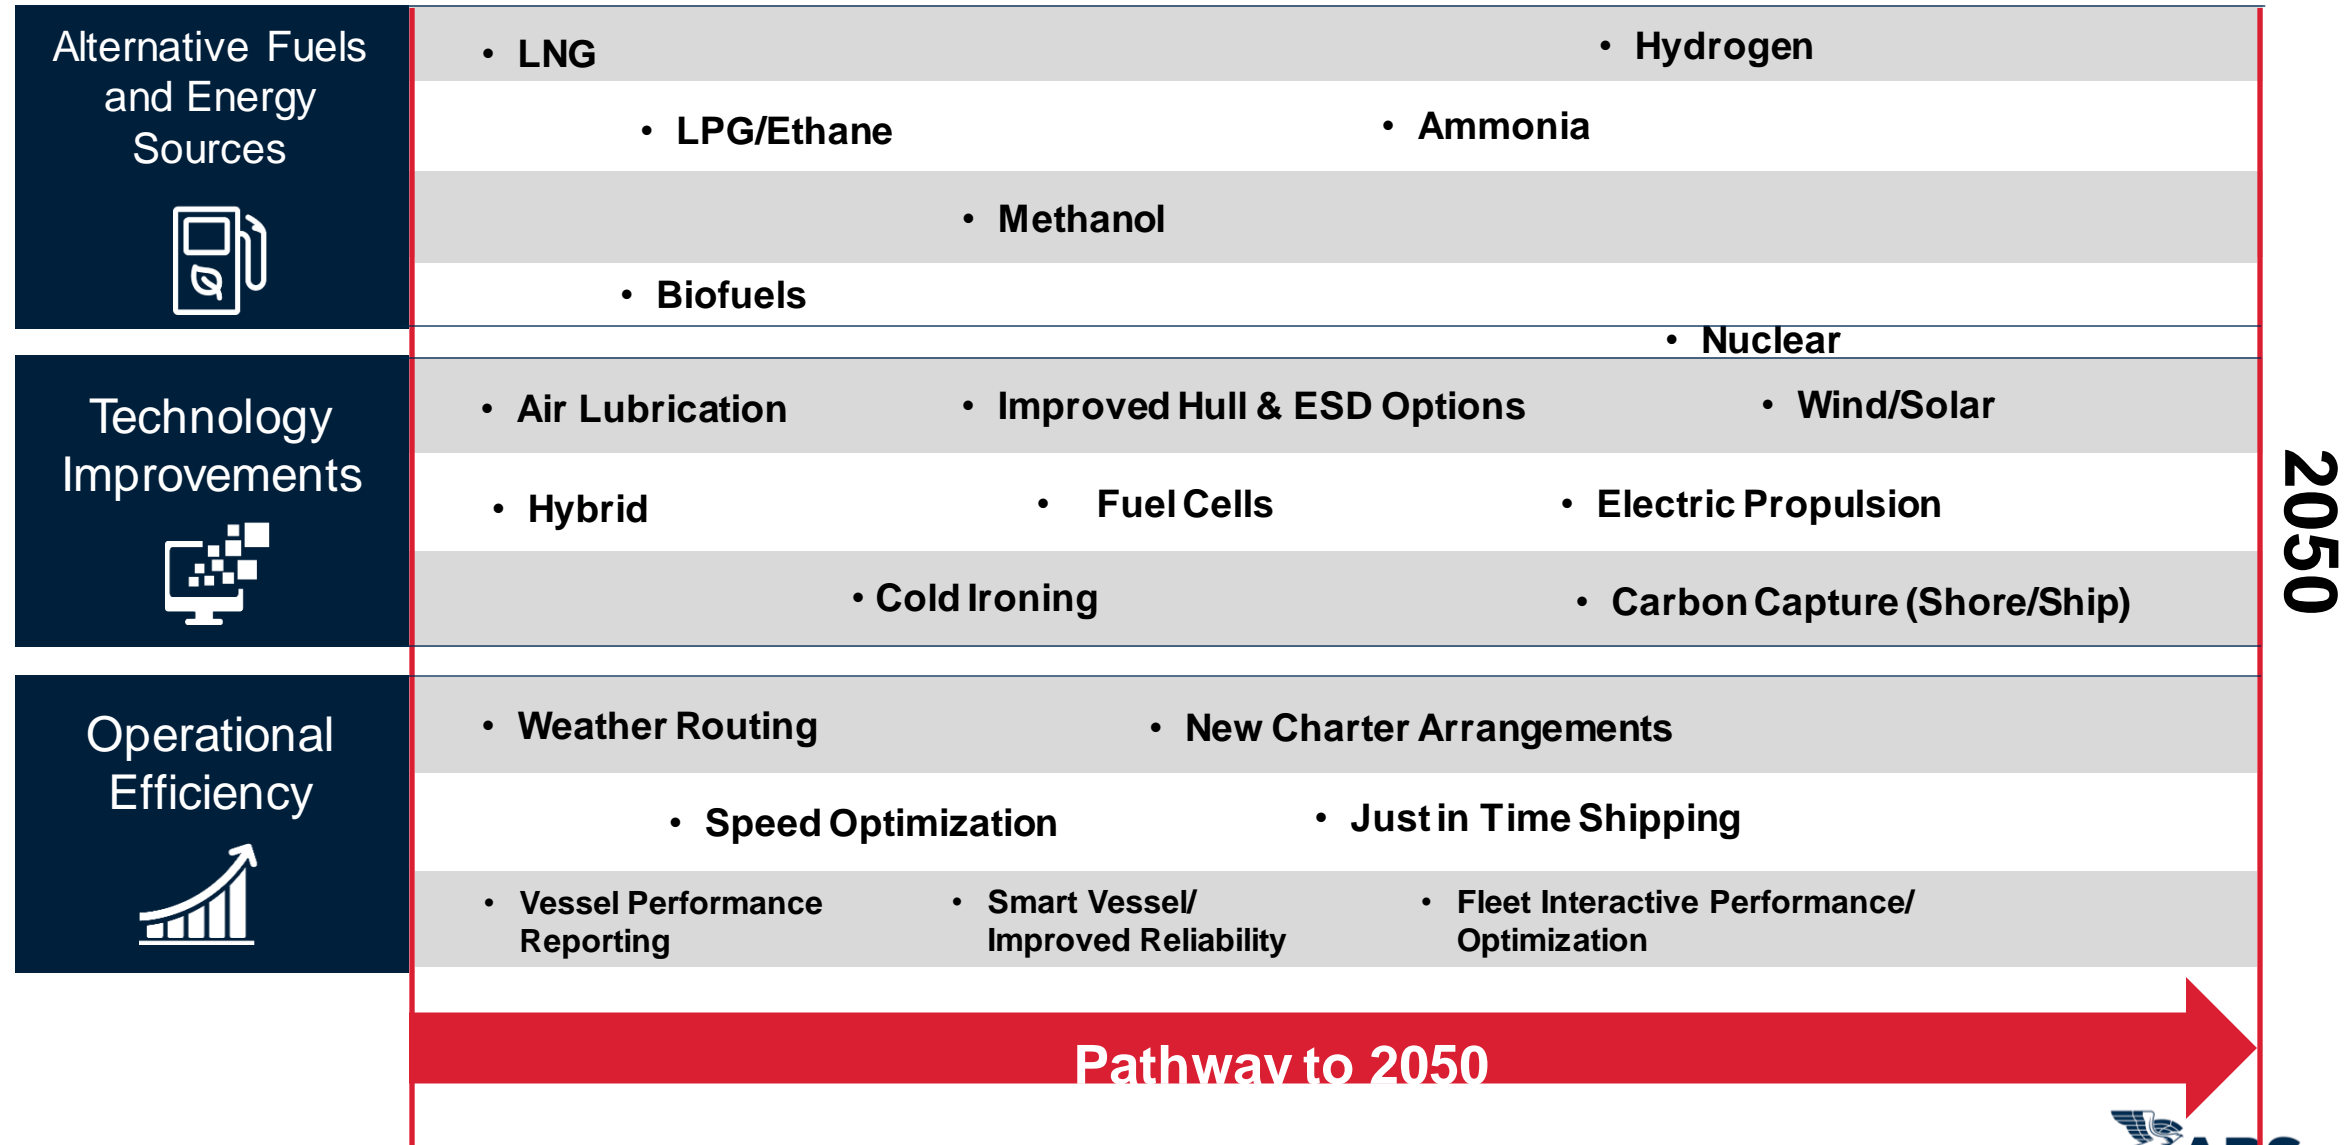 Alternative Fuels
and Energy
Sources
• LNG
• Hydrogen
• LPG/Ethane
• Ammonia
• Methanol
• Biofuels
• Nuclear
Technology
Improvements
• Air Lubrication
• Improved Hull & ESD Options
• Wind/Solar
• Hybrid
• Fuel Cells
• Electric Propulsion
• Cold Ironing
• Carbon Capture (Shore/Ship)
2050
Operational
Efficiency
• Weather Routing
• New Charter Arrangements
• Speed Optimization
• Just in Time Shipping
• Vessel Performance
Reporting
• Smart Vessel/
Improved Reliability
• Fleet Interactive Performance/
Optimization
Pathway to 2050